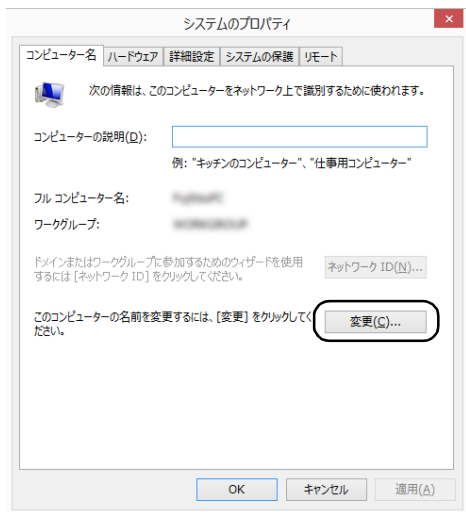 システムのプロパティ
コンピューター名 ハードウェア 詳細設定 システムの保護 リモート
次の情報は、このコンピューターをネットワーク上で識別するために使われます。
コンピューターの説明(D):
例: "キッチンのコンピューター"、"仕事用コンピューター"
フル コンピューター名:
ワークグループ: WORKGROUP
ドメインまたはワークグループに参加するためのウィザードを使用
するには [ネットワーク ID] をクリックしてください。
ネットワーク ID(N)...
このコンピューターの名前を変更するには、[変更] をクリックしてく
ださい。
変更(C)...
OK キャンセル 適用(A)